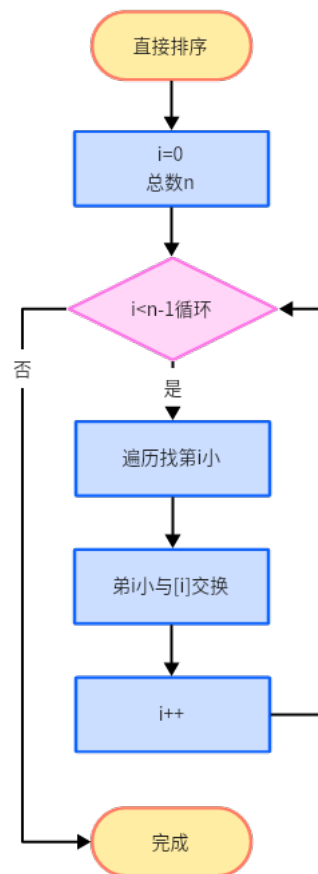 直接排序
i=0
总数n
i<n-1循环
否
是
遍历找第i小
弟i小与[i]交换
i++
完成